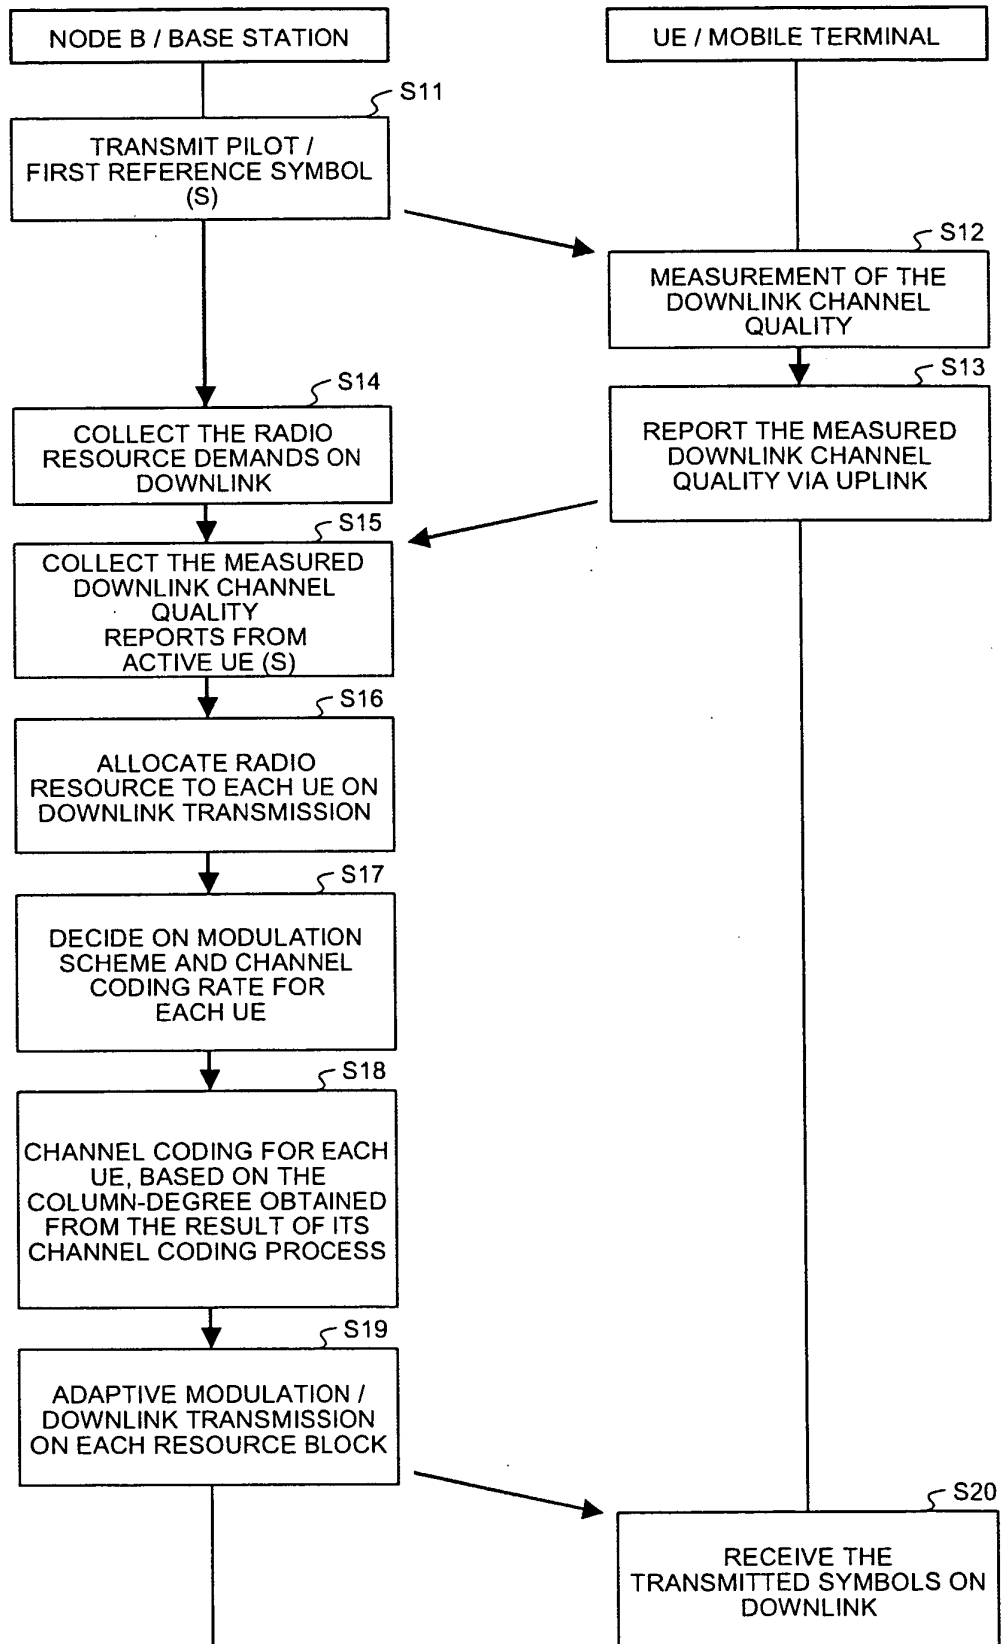 NODE B / BASE STATION
UE / MOBILE TERMINAL
S11
TRANSMIT PILOT /
FIRST REFERENCE SYMBOL
(S)
S12
MEASUREMENT OF THE
DOWNLINK CHANNEL
QUALITY
S13
REPORT THE MEASURED
DOWNLINK CHANNEL
QUALITY VIA UPLINK
S14
COLLECT THE RADIO
RESOURCE DEMANDS ON
DOWNLINK
S15
COLLECT THE MEASURED
DOWNLINK CHANNEL
QUALITY
REPORTS FROM
ACTIVE UE (S)
S16
ALLOCATE RADIO
RESOURCE TO EACH UE ON
DOWNLINK TRANSMISSION
S17
DECIDE ON MODULATION
SCHEME AND CHANNEL
CODING RATE FOR
EACH UE
S18
CHANNEL CODING FOR EACH
UE, BASED ON THE
COLUMN-DEGREE OBTAINED
FROM THE RESULT OF ITS
CHANNEL CODING PROCESS
S19
ADAPTIVE MODULATION /
DOWNLINK TRANSMISSION
ON EACH RESOURCE BLOCK
S20
RECEIVE THE
TRANSMITTED SYMBOLS ON
DOWNLINK